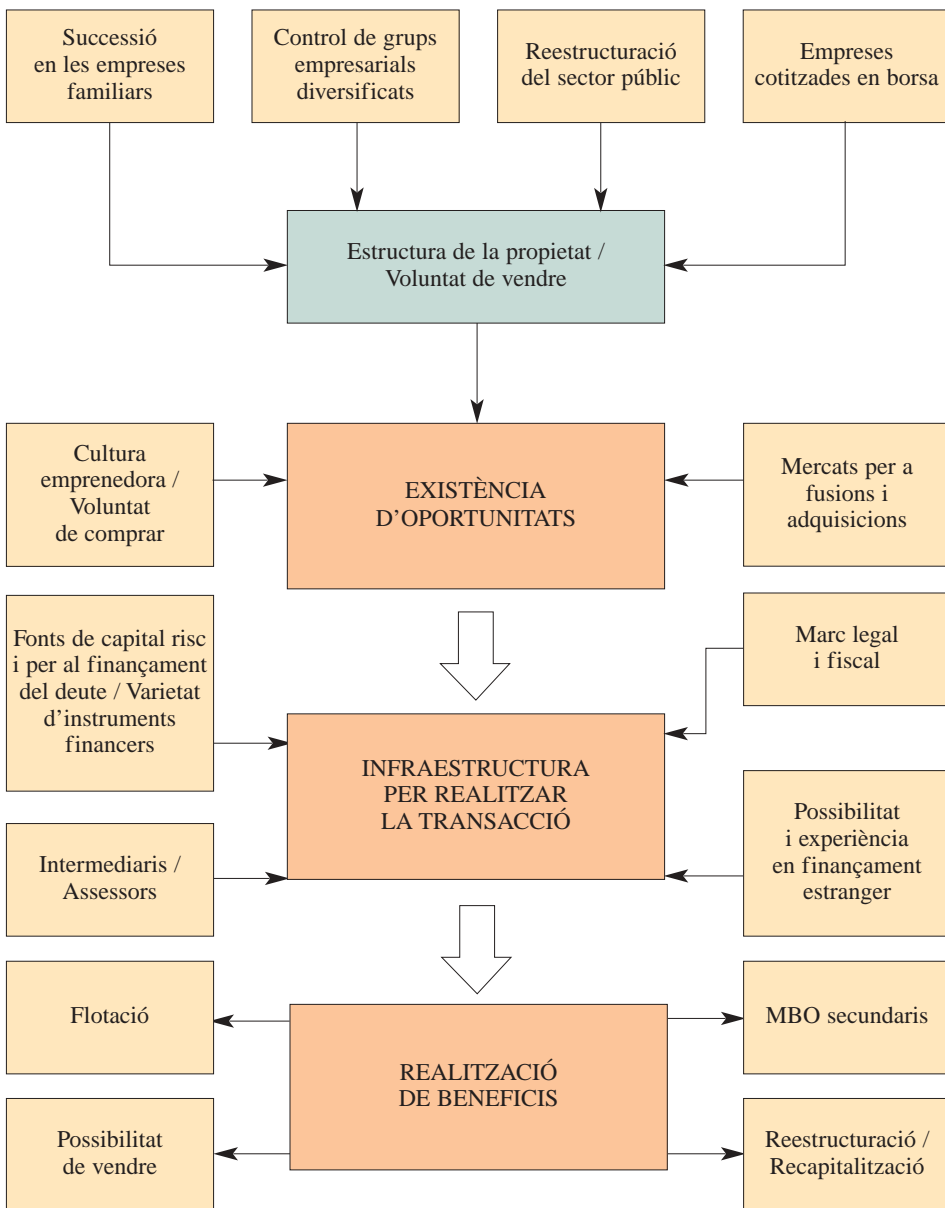 Successió
en les empreses
familiars
Control de grups
empresarials
diversificats
Reestructuració
del sector públic
Empreses
cotitzades en borsa
Estructura de la propietat /
Voluntat de vendre
Cultura
emprenedora /
Voluntat
de comprar
EXISTÈNCIA
D’OPORTUNITATS
Mercats per a
fusions i
adquisicions
Fonts de capital risc
i per al finançament
del deute / Varietat
d’instruments
financers
Marc legal
i fiscal
INFRAESTRUCTURA
PER REALITZAR
LA TRANSACCIÓ
Intermediaris /
Assessors
Possibilitat
i experiència
en finançament
estranger
Flotació
MBO secundaris
REALITZACIÓ
DE BENEFICIS
Possibilitat
de vendre
Reestructuració /
Recapitalització